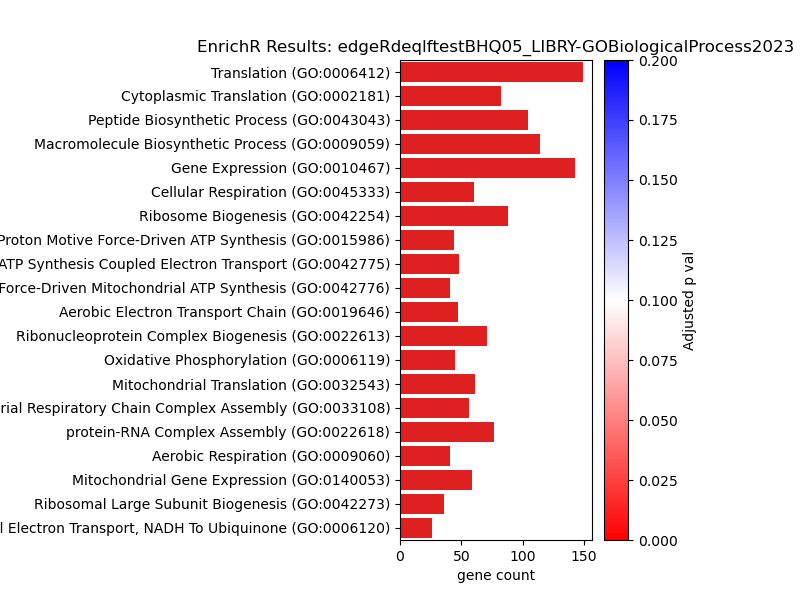 EnrichR Results: edgeRdeqlftestBHQ05_LIBRY-GOBiologicalProcess2023
Translation (GO:0006412)
Cytoplasmic Translation (GO:0002181)
Peptide Biosynthetic Process (GO:0043043)
Macromolecule Biosynthetic Process (GO:0009059)
Gene Expression (GO:0010467)
Cellular Respiration (GO:0045333)
Ribosome Biogenesis (GO:0042254)
Proton Motive Force-Driven ATP Synthesis (GO:0015986)
ATP Synthesis Coupled Electron Transport (GO:0042775)
Force-Driven Mitochondrial ATP Synthesis (GO:0042776)
Aerobic Electron Transport Chain (GO:0019646)
Ribonucleoprotein Complex Biogenesis (GO:0022613)
Oxidative Phosphorylation (GO:0006119)
Mitochondrial Translation (GO:0032543)
rial Respiratory Chain Complex Assembly (GO:0033108)
protein-RNA Complex Assembly (GO:0022618)
Aerobic Respiration (GO:0009060)
Mitochondrial Gene Expression (GO:0140053)
Ribosomal Large Subunit Biogenesis (GO:0042273)
l Electron Transport, NADH To Ubiquinone (GO:0006120)
0 50 100 150
gene count
0.200
0.175
0.150
0.125
0.100
0.075
0.050
0.025
0.000
Adjusted p val